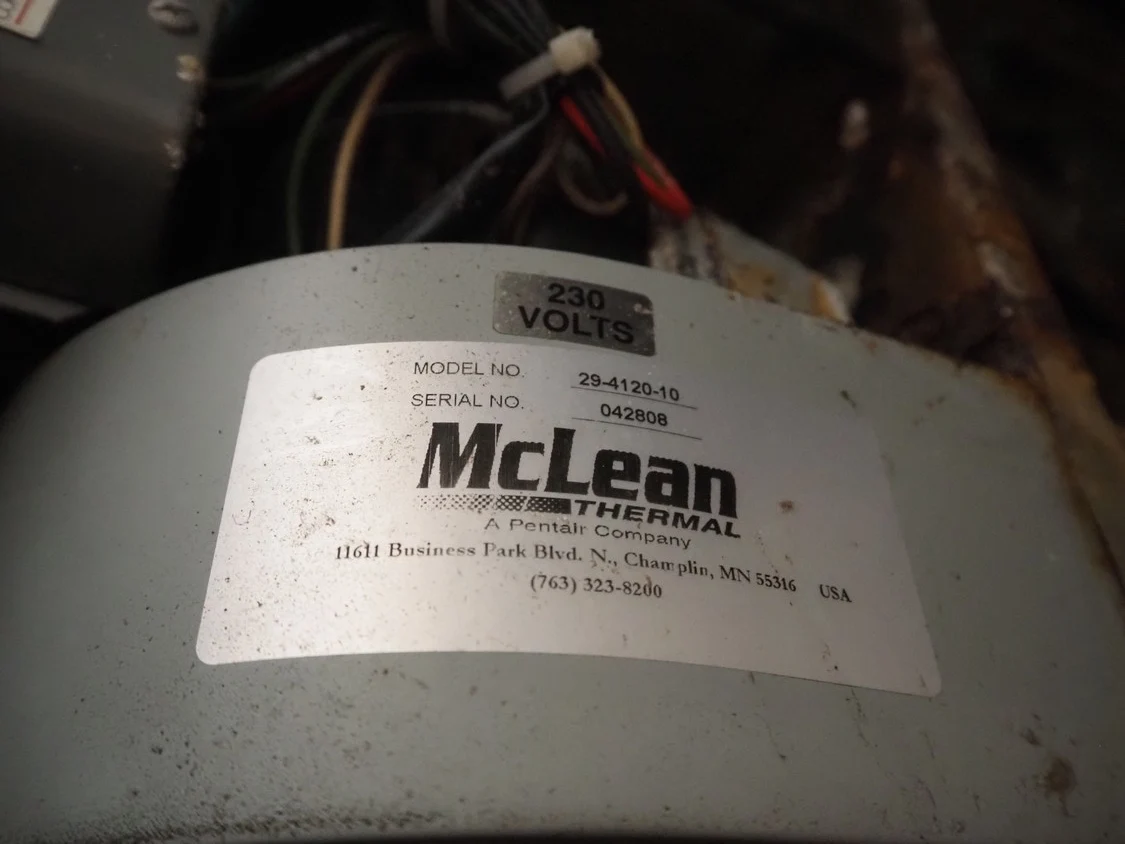 230
VOLTS
MODEL NO. 29-4120-10
SERIAL NO. 042808
McLean
THERMAL
A Pentair Company
11611 Business Park Blvd. N., Champlin, MN 55316 USA
(763) 323-8200